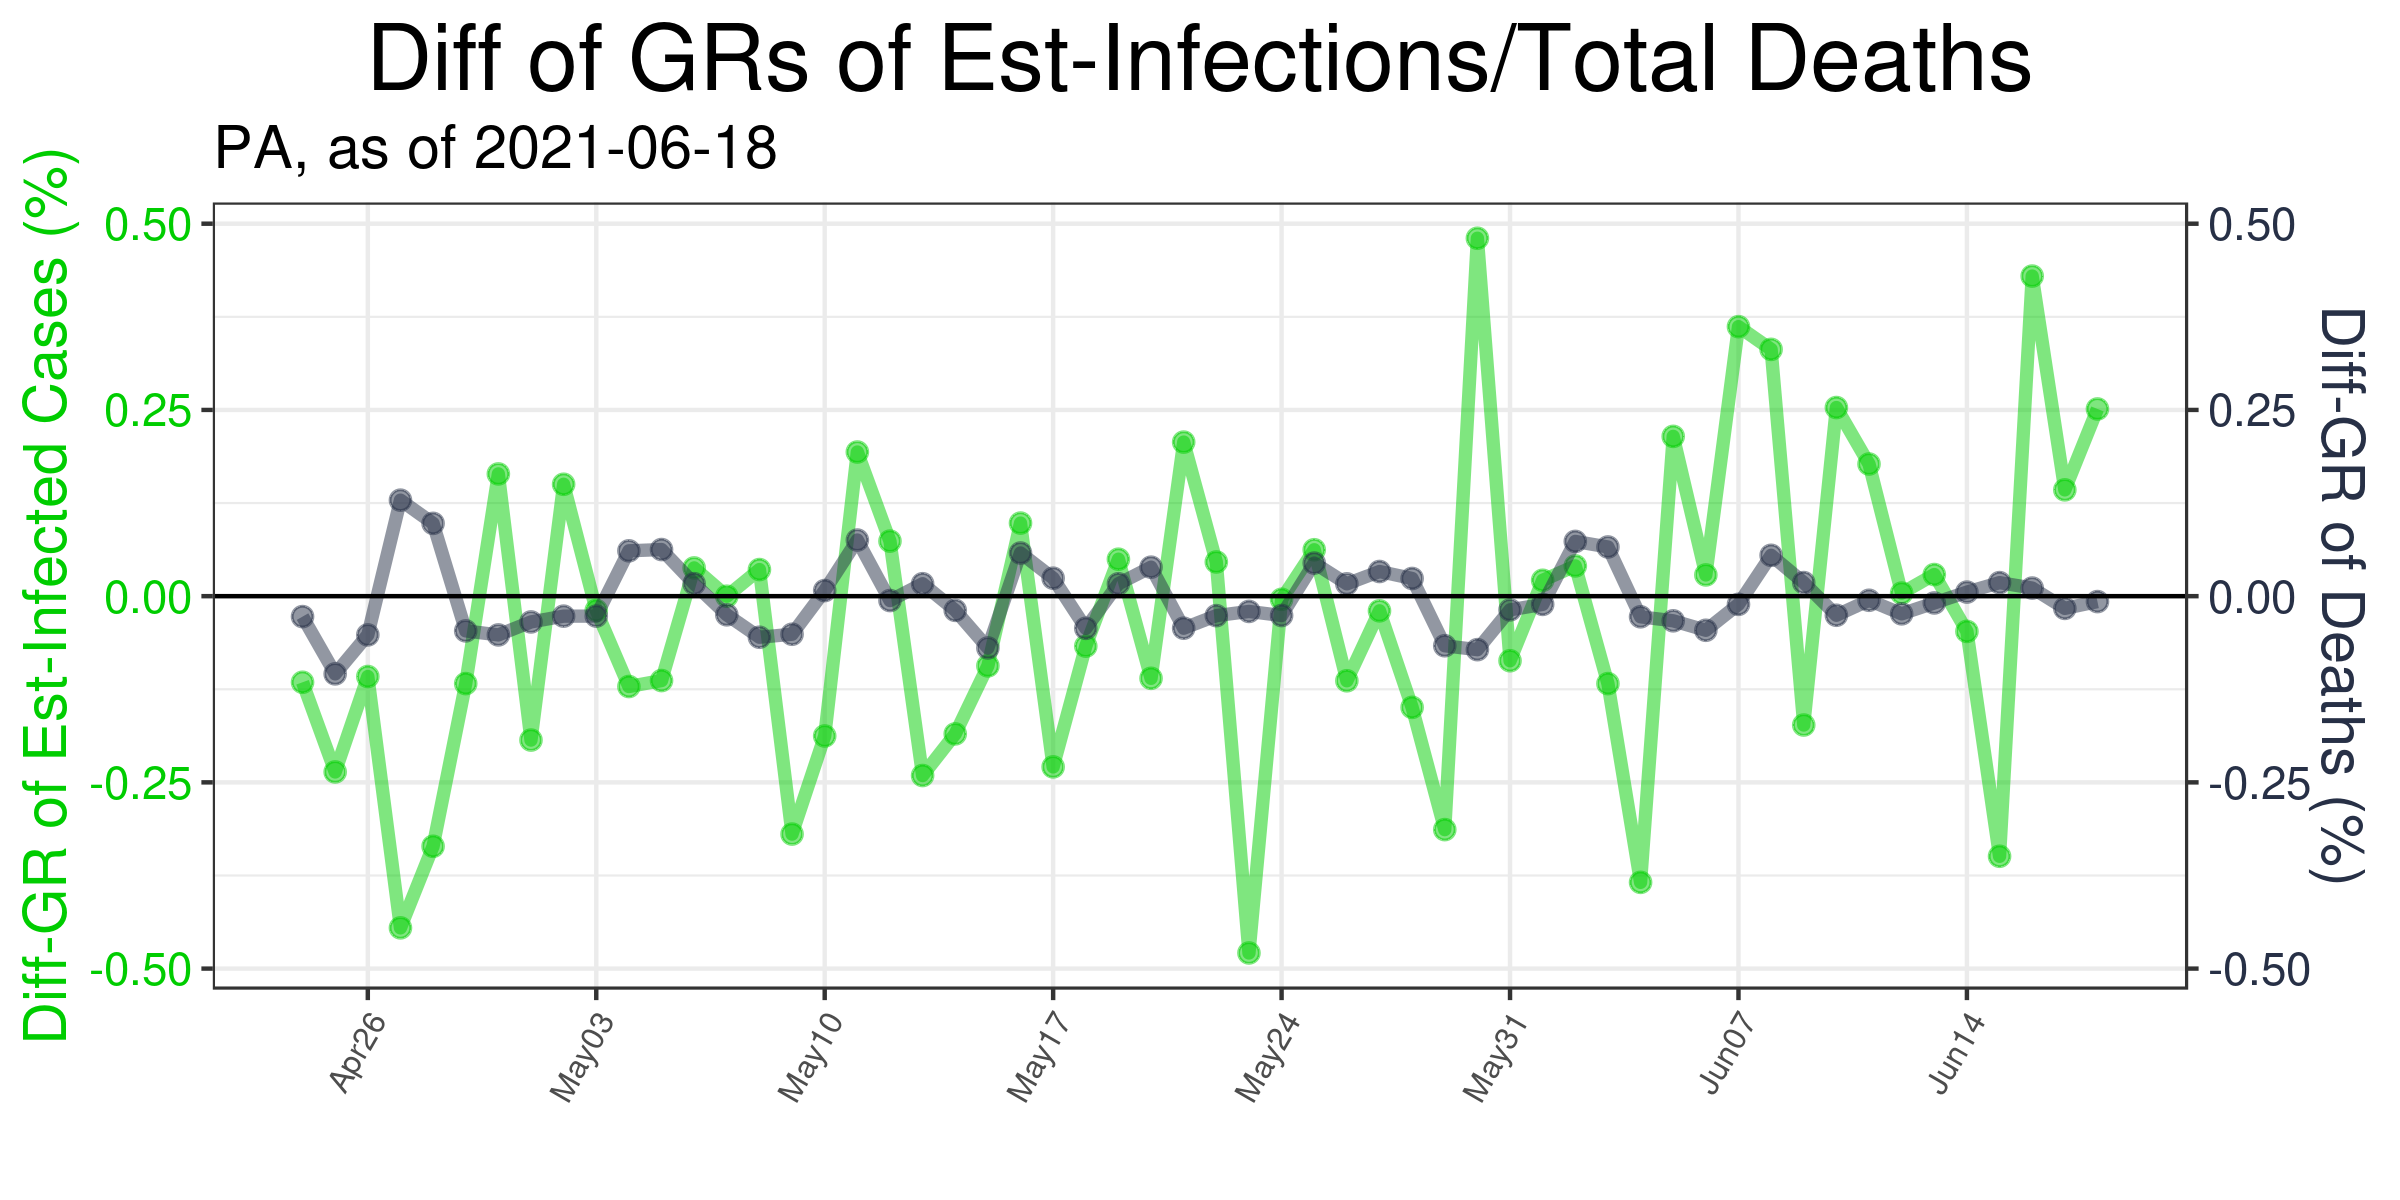 Diff of GRs of Est-Infections/Total Deaths
PA, as of 2021-06-18
Diff-GR of Est-Infected Cases (%)
0.50
0.25
0.00
-0.25
-0.50
0.50
0.25
0.00
-0.25
-0.50
Diff-GR of Deaths (%)
Apr26
May03
May10
May17
May24
May31
Jun07
Jun14